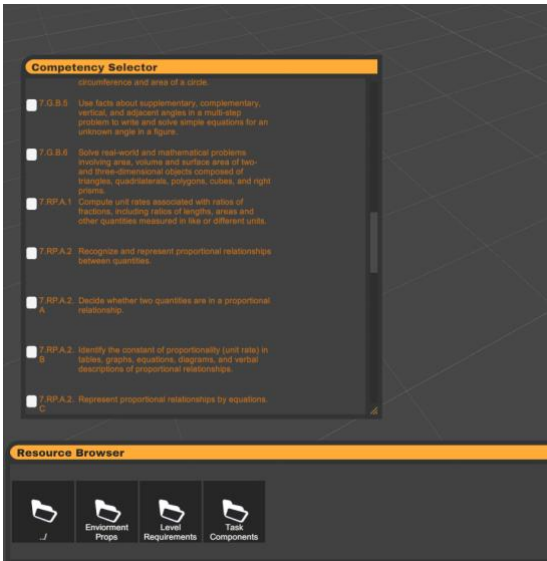 Competency Selector
circumference and area of a circle.
7.G.B.5 Use facts about supplementary, complementary,
vertical, and adjacent angles in a multi-step
problem to write and solve simple equations for an
unknown angle in a figure.
7.G.B.6 Solve real-world and mathematical problems
involving area, volume and surface area of two-
and three-dimensional objects composed of
triangles, quadrilaterals, polygons, cubes, and right
prisms.
7.RP.A.1 Compute unit rates associated with ratios of
fractions, including ratios of lengths, areas and
other quantities measured in like or different units.
7.RP.A.2 Recognize and represent proportional relationships
between quantities.
7.RP.A.2. Decide whether two quantities are in a proportional
A relationship.
7.RP.A.2. Identify the constant of proportionality (unit rate) in
B tables, graphs, equations, diagrams, and verbal
descriptions of proportional relationships.
7.RP.A.2. Represent proportional relationships by equations.
C
Resource Browser
../
Enviorment
Props
Level
Requirements
Task
Components